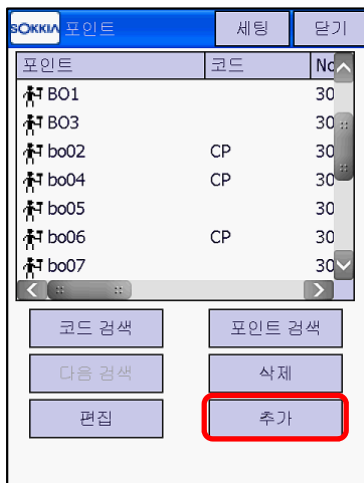 SOKKIA 포인트 세팅 닫기
포인트 코드 No
BO1 30
BO3 30
bo02 CP 30
bo04 CP 30
bo05 30
bo06 CP 30
bo07 30
코드 검색 포인트 검색
다음 검색 삭제
편집 추가